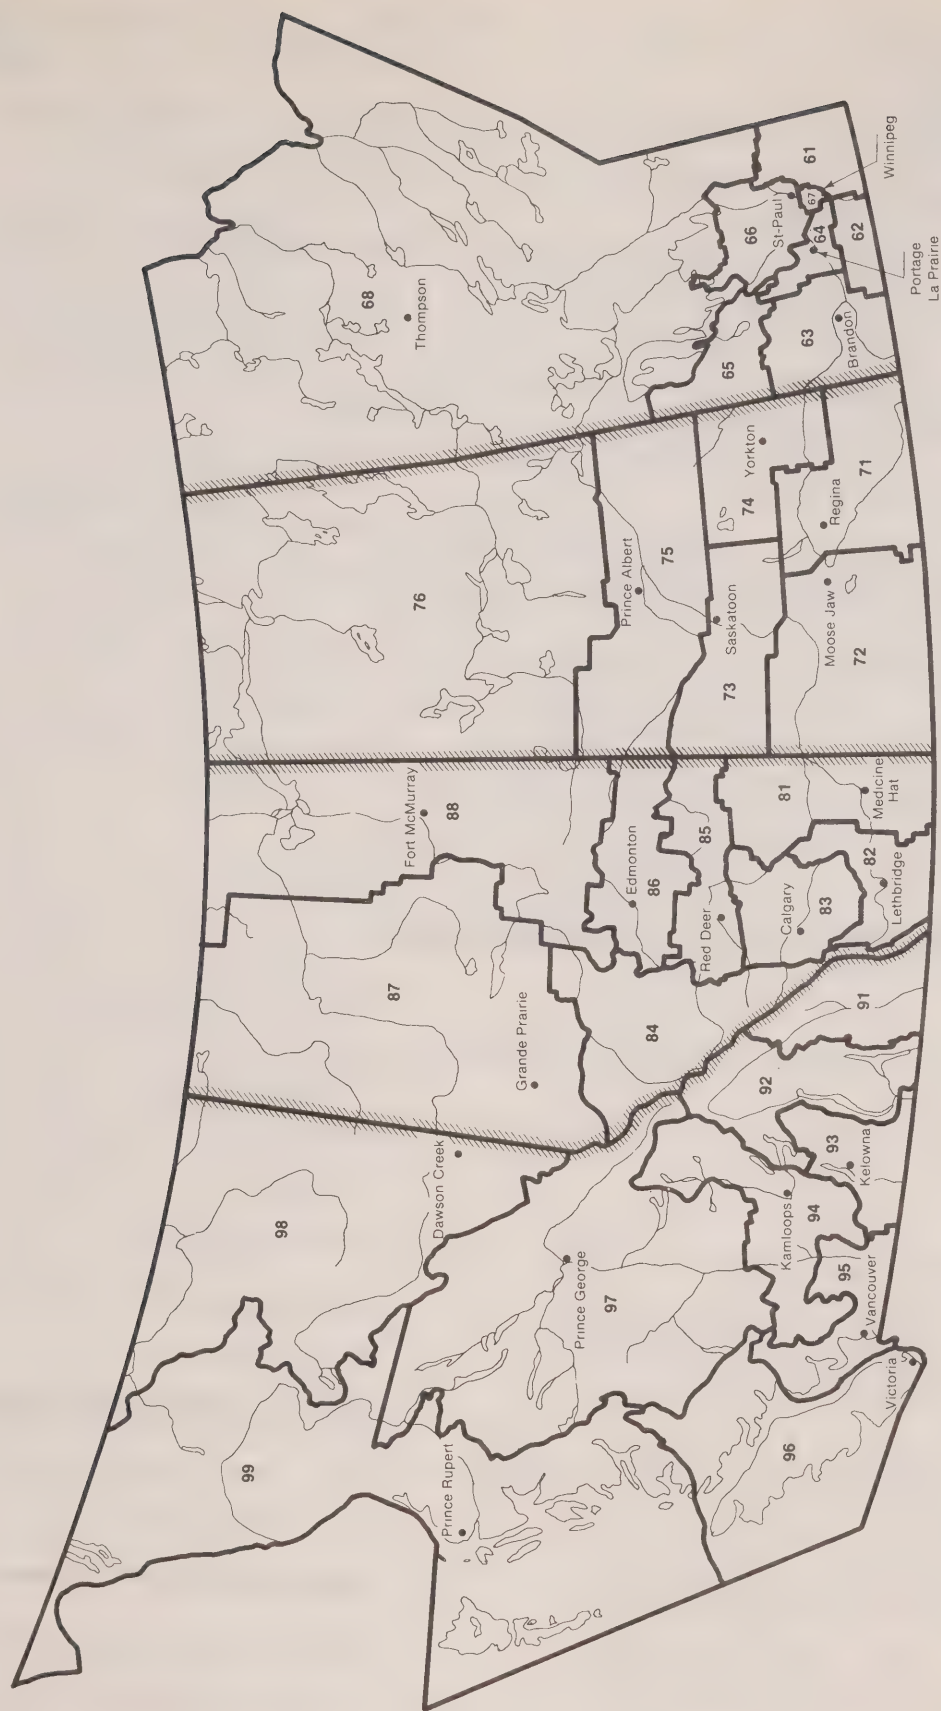 99
98
Prince Rupert
Dawson Creek
97
Prince George
96
92
94
Kamloops
93
Kelowna
95
Vancouver
Victoria
91
87
88
Fort McMurray
Grande Prairie
84
86
Edmonton
85
Red Deer
81
Calgary
83
82
Medicine
Hat
Lethbridge
76
Prince Albert
75
73
Saskatoon
74
Yorkton
72
Moose Jaw
Regina
71
68
Thompson
65
66
St-Paul
63
Brandon
64
67
61
62
Portage
La Prairie
Winnipeg